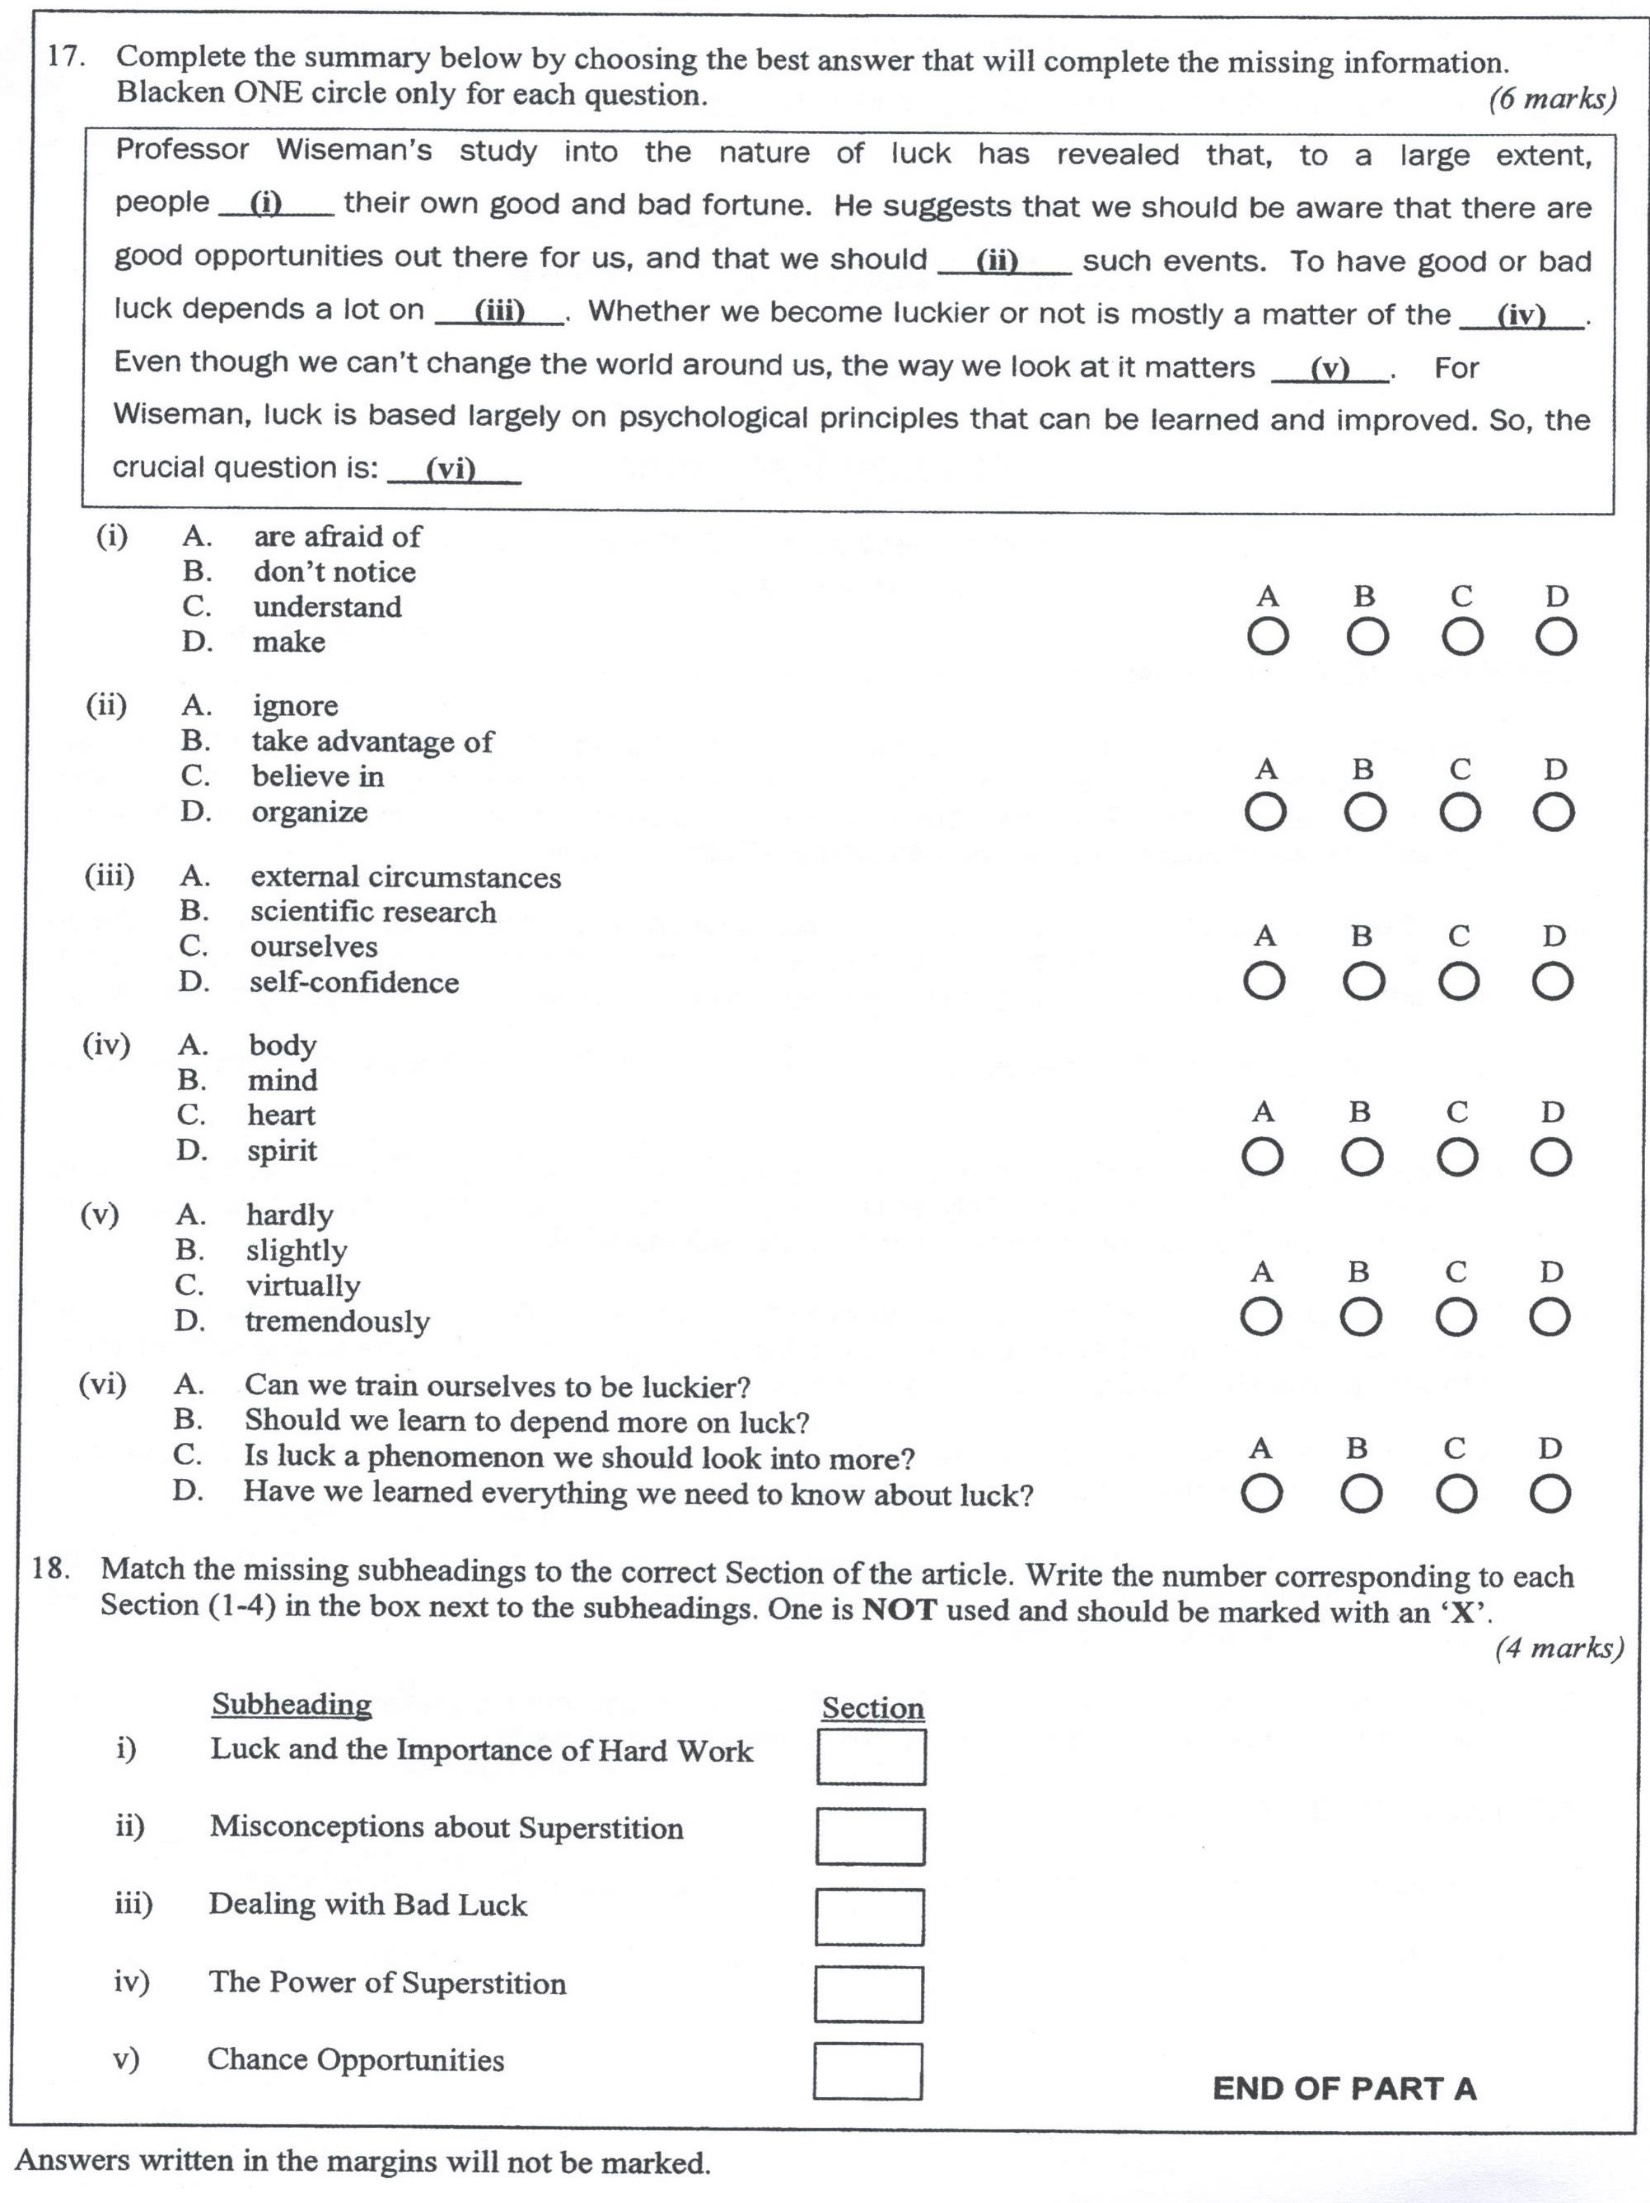 17. Complete the summary below by choosing the best answer that will complete the missing information.
Blacken ONE circle only for each question. (6 marks)
Professor Wiseman's study into the nature of luck has revealed that, to a large extent,
people (i) their own good and bad fortune. He suggests that we should be aware that there are
good opportunities out there for us, and that we should (ii) such events. To have good or bad
luck depends a lot on (iii). Whether we become luckier or not is mostly a matter of the (iv).
Even though we can't change the world around us, the way we look at it matters (v). For
Wiseman, luck is based largely on psychological principles that can be learned and improved. So, the
crucial question is: (vi)
(i) A. are afraid of
B. don't notice
C. understand
D. make
A B C D
(ii) A. ignore
B. take advantage of
C. believe in
D. organize
A B C D
(iii) A. external circumstances
B. scientific research
C. ourselves
D. self-confidence
A B C D
(iv) A. body
B. mind
C. heart
D. spirit
A B C D
(v) A. hardly
B. slightly
C. virtually
D. tremendously
A B C D
(vi) A. Can we train ourselves to be luckier?
B. Should we learn to depend more on luck?
C. Is luck a phenomenon we should look into more?
D. Have we learned everything we need to know about luck?
A B C D
18. Match the missing subheadings to the correct Section of the article. Write the number corresponding to each
Section (1-4) in the box next to the subheadings. One is NOT used and should be marked with an 'X'.
(4 marks)
Subheading Section
i) Luck and the Importance of Hard Work
ii) Misconceptions about Superstition
iii) Dealing with Bad Luck
iv) The Power of Superstition
v) Chance Opportunities
END OF PART A
Answers written in the margins will not be marked.